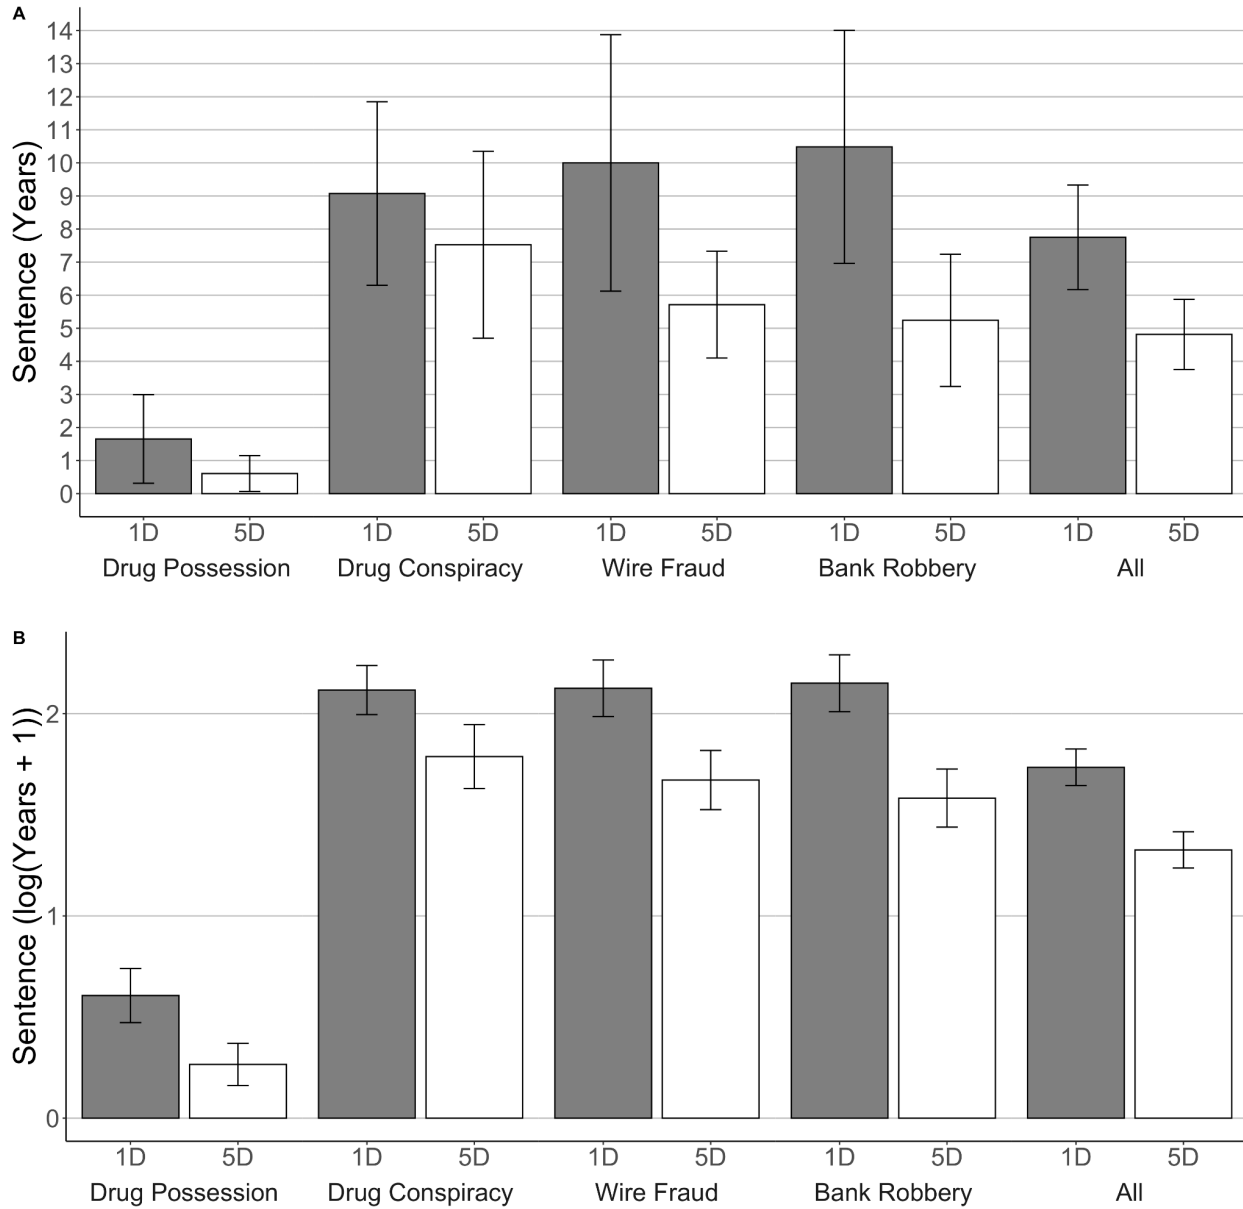 A
Sentence (Years)
14
13
12
11
10
9
8
7
6
5
4
3
2
1
0
1D 5D 1D 5D 1D 5D 1D 5D 1D 5D
Drug Possession Drug Conspiracy Wire Fraud Bank Robbery All
B
Sentence (log(Years + 1))
2
1
0
1D 5D 1D 5D 1D 5D 1D 5D 1D 5D
Drug Possession Drug Conspiracy Wire Fraud Bank Robbery All